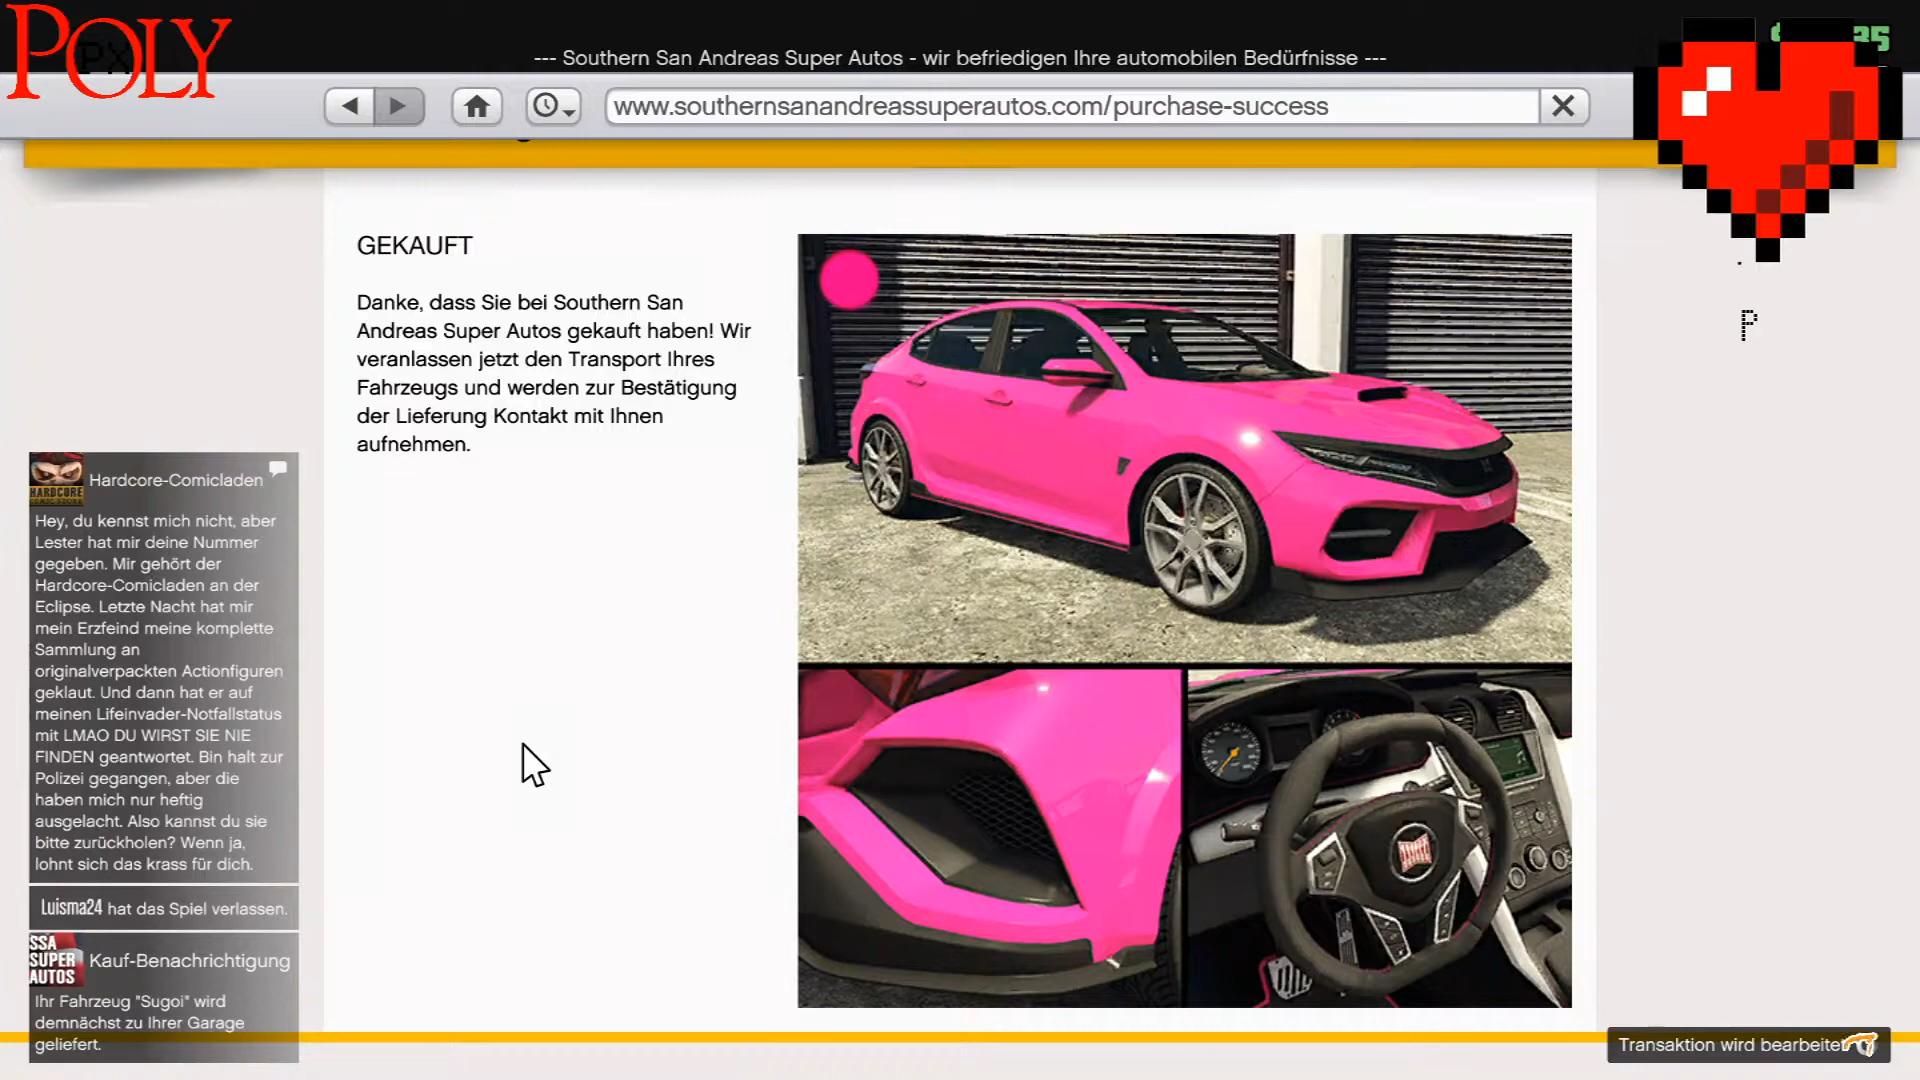 POLY
--- Southern San Andreas Super Autos - wir befriedigen Ihre automobilen Bedürfnisse ---
www.southernsanandreassuperautos.com/purchase-success
GEKAUFT
Danke, dass Sie bei Southern San
Andreas Super Autos gekauft haben! Wir
veranlassen jetzt den Transport Ihres
Fahrzeugs und werden zur Bestätigung
der Lieferung Kontakt mit Ihnen
aufnehmen.
P
HARDCORE
Hardcore-Comicladen
Hey, du kennst mich nicht, aber
Lester hat mir deine Nummer
gegeben. Mir gehört der
Hardcore-Comicladen an der
Eclipse. Letzte Nacht hat mir
mein Erzfeind meine komplette
Sammlung an
originalverpackten Actionfiguren
geklaut. Und dann hat er auf
meinen Lifeinvader-Notfallstatus
mit LMAO DU WIRST SIE NIE
FINDEN geantwortet. Bin halt zur
Polizei gegangen, aber die
haben mich nur heftig
ausgelacht. Also kannst du sie
bitte zurückholen? Wenn ja,
lohnt sich das krass für dich.
Luisma24 hat das Spiel verlassen.
SSA
SUPER
AUTOS
Kauf-Benachrichtigung
Ihr Fahrzeug "Sugoi" wird
demnächst zu Ihrer Garage
geliefert.
Transaktion wird bearbeitet